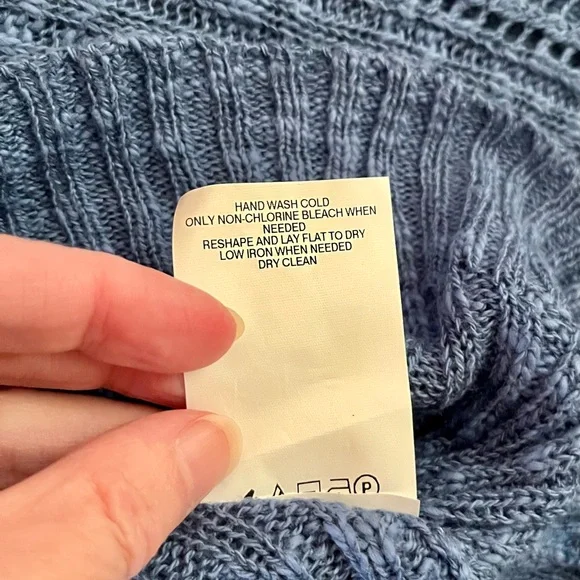 HAND WASH COLD
ONLY NON-CHLORINE BLEACH WHEN
NEEDED
RESHAPE AND LAY FLAT TO DRY
LOW IRON WHEN NEEDED
DRY CLEAN
P